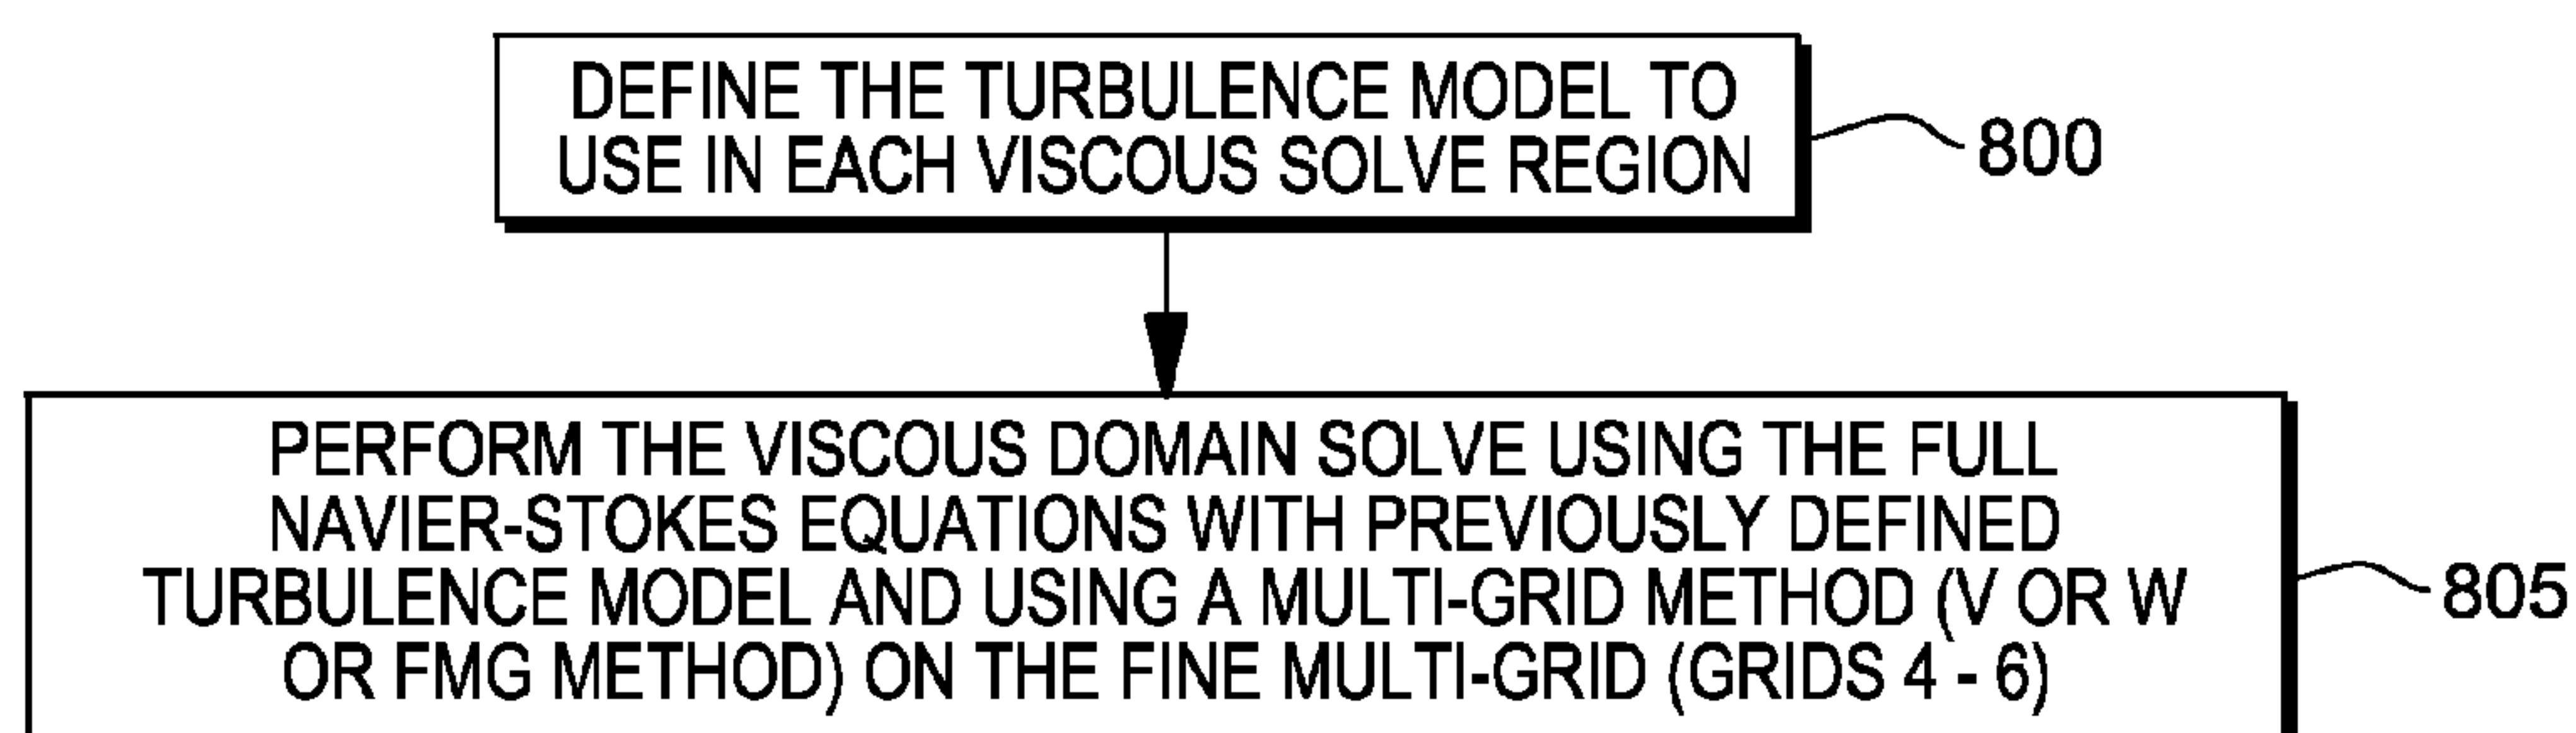 DEFINE THE TURBULENCE MODEL TO
USE IN EACH VISCOUS SOLVE REGION
800
PERFORM THE VISCOUS DOMAIN SOLVE USING THE FULL
NAVIER-STOKES EQUATIONS WITH PREVIOUSLY DEFINED
TURBULENCE MODEL AND USING A MULTI-GRID METHOD (V OR W
OR FMG METHOD) ON THE FINE MULTI-GRID (GRIDS 4 - 6)
805